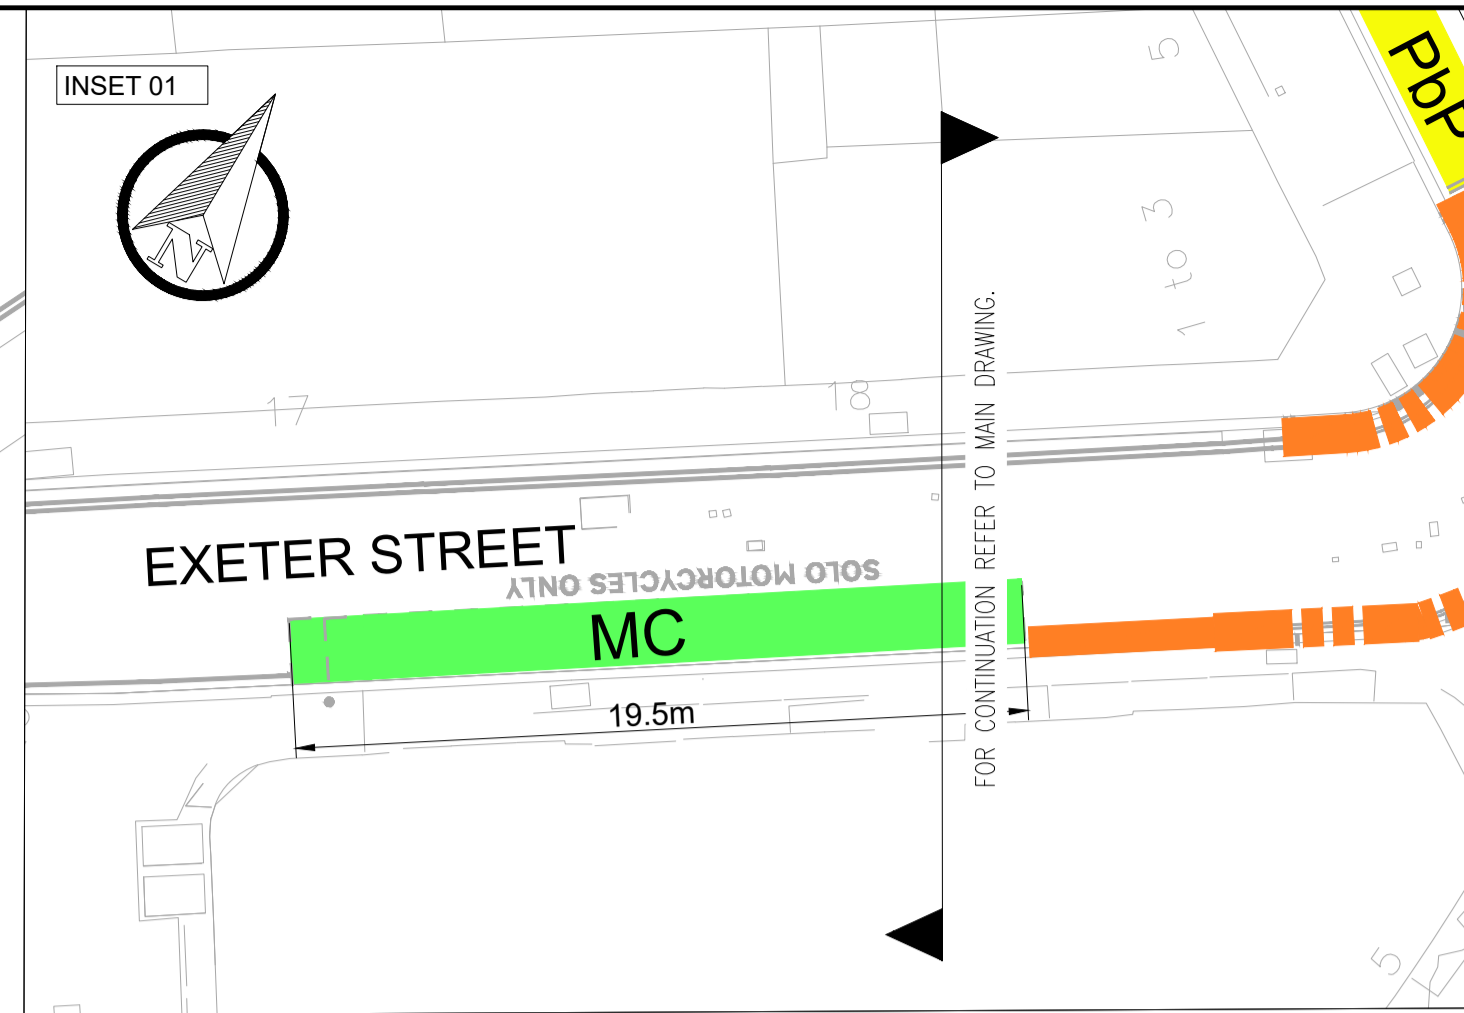 INSET 01
N
PbP
5
1 to 3
17
18
EXETER STREET
SOLO MOTORCYCLES ONLY
MC
19.5m
FOR CONTINUATION REFER TO MAIN DRAWING.
5